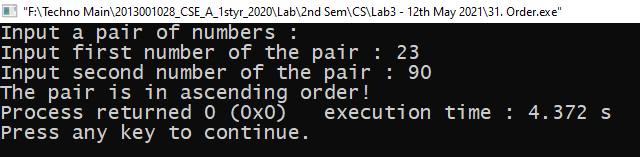 "F:\Techno Main\2013001028_CSE_A_1styr_2020\Lab\2nd Sem\CS\Lab3 - 12th May 2021\31. Order.exe"
Input a pair of numbers :
Input first number of the pair : 23
Input second number of the pair : 90
The pair is in ascending order!
Process returned 0 (0x0)   execution time : 4.372 s
Press any key to continue.